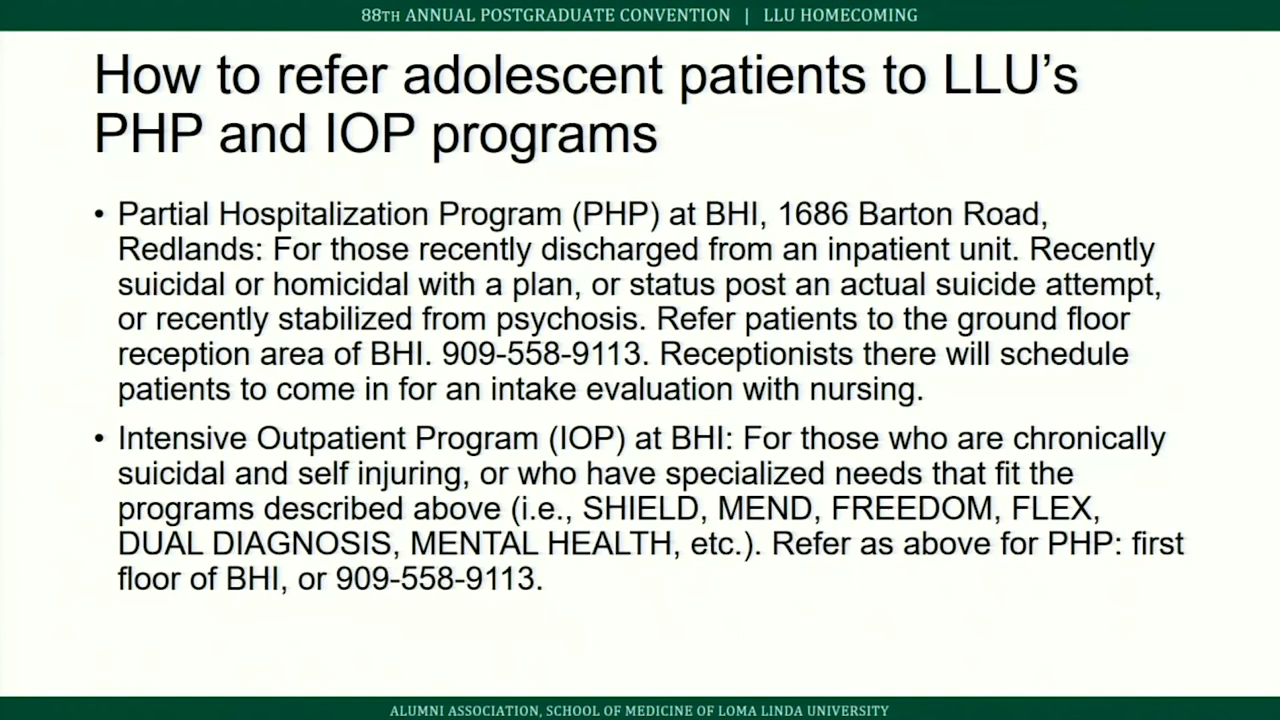 88TH ANNUAL POSTGRADUATE CONVENTION | LLU HOMECOMING
How to refer adolescent patients to LLU's
PHP and IOP programs
• Partial Hospitalization Program (PHP) at BHI, 1686 Barton Road,
Redlands: For those recently discharged from an inpatient unit. Recently
suicidal or homicidal with a plan, or status post an actual suicide attempt,
or recently stabilized from psychosis. Refer patients to the ground floor
reception area of BHI. 909-558-9113. Receptionists there will schedule
patients to come in for an intake evaluation with nursing.
• Intensive Outpatient Program (IOP) at BHI: For those who are chronically
suicidal and self injuring, or who have specialized needs that fit the
programs described above (i.e., SHIELD, MEND, FREEDOM, FLEX,
DUAL DIAGNOSIS, MENTAL HEALTH, etc.). Refer as above for PHP: first
floor of BHI, or 909-558-9113.
ALUMNI ASSOCIATION, SCHOOL OF MEDICINE OF LOMA LINDA UNIVERSITY